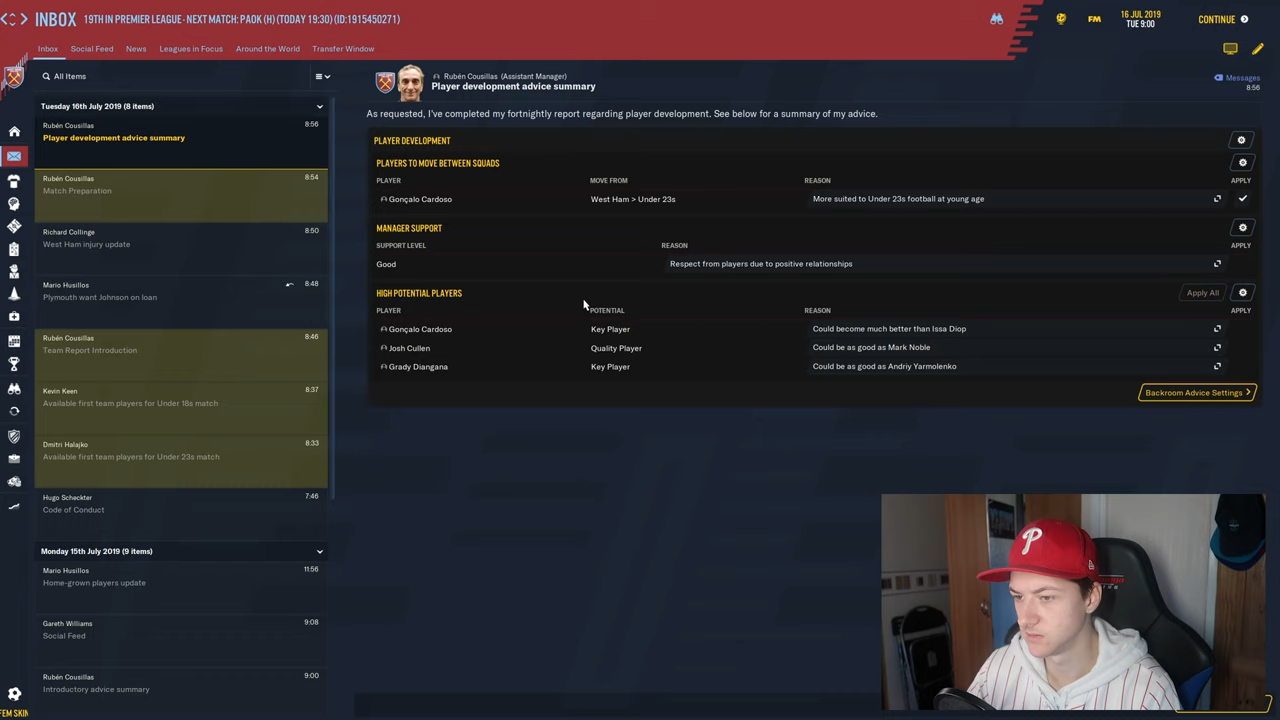 INBOX
19TH IN PREMIER LEAGUE - NEXT MATCH: PAOK (H) (TODAY 19:30) (ID:1915450271)
FM
16 JUL 2019
TUE 9:00
CONTINUE
Inbox Social Feed News Leagues in Focus Around the World Transfer Window
All Items
Tuesday 16th July 2019 (8 items)
Rubén Cousillas 8:56
Player development advice summary
Rubén Cousillas 8:54
Match Preparation
Richard Collinge 8:50
West Ham injury update
Mario Husillos 8:48
Plymouth want Johnson on loan
Rubén Cousillas 8:46
Team Report Introduction
Kevin Keen 8:37
Available first team players for Under 18s match
Dmitri Halajko 8:33
Available first team players for Under 23s match
Hugo Scheckter 7:46
Code of Conduct
Monday 15th July 2019 (9 items)
Mario Husillos 11:56
Home-grown players update
Gareth Williams 9:08
Social Feed
Rubén Cousillas 9:00
Introductory advice summary
FEM SKIN
Rubén Cousillas (Assistant Manager)
Player development advice summary
Messages
8:56
As requested, I've completed my fortnightly report regarding player development. See below for a summary of my advice.
PLAYER DEVELOPMENT
PLAYERS TO MOVE BETWEEN SQUADS
PLAYER MOVE FROM REASON APPLY
Gonçalo Cardoso West Ham > Under 23s More suited to Under 23s football at young age
MANAGER SUPPORT
SUPPORT LEVEL REASON APPLY
Good Respect from players due to positive relationships
HIGH POTENTIAL PLAYERS Apply All
PLAYER POTENTIAL REASON APPLY
Gonçalo Cardoso Key Player Could become much better than Issa Diop
Josh Cullen Quality Player Could be as good as Mark Noble
Grady Diangana Key Player Could be as good as Andriy Yarmolenko
Backroom Advice Settings
P